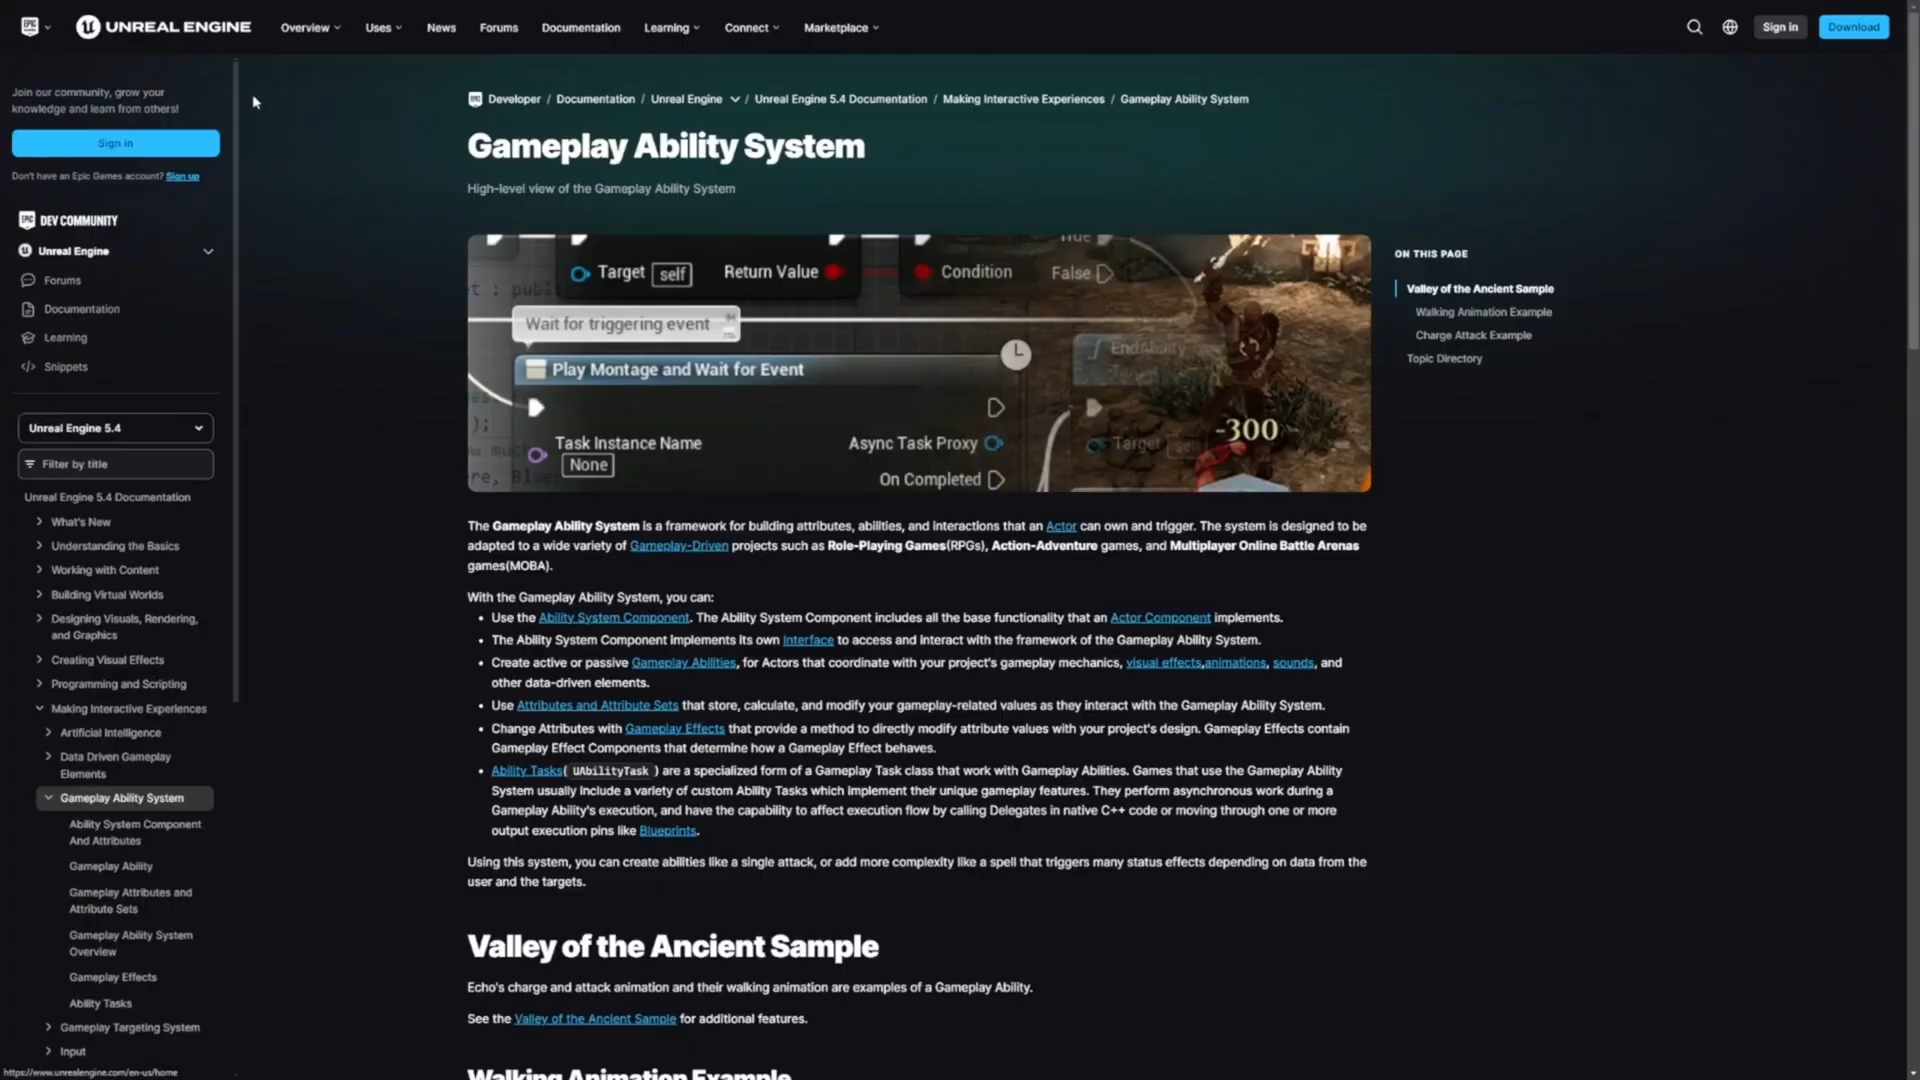 UNREAL ENGINE
Overview
Uses
News
Forums
Documentation
Learning
Connect
Marketplace
Sign in
Download
Join our community, grow your
knowledge and learn from others!
Sign in
Don't have an Epic Games account? Sign up
DEV COMMUNITY
Unreal Engine
Forums
Documentation
Learning
Snippets
Unreal Engine 5.4
Filter by title
Unreal Engine 5.4 Documentation
What's New
Understanding the Basics
Working with Content
Building Virtual Worlds
Designing Visuals, Rendering,
and Graphics
Creating Visual Effects
Programming and Scripting
Making Interactive Experiences
Artificial Intelligence
Data Driven Gameplay
Elements
Gameplay Ability System
Ability System Component
And Attributes
Gameplay Ability
Gameplay Attributes and
Attribute Sets
Gameplay Ability System
Overview
Gameplay Effects
Ability Tasks
Gameplay Targeting System
Input
https://www.unrealengine.com/en-us/home
Developer / Documentation / Unreal Engine / Unreal Engine 5.4 Documentation / Making Interactive Experiences / Gameplay Ability System
Gameplay Ability System
High-level view of the Gameplay Ability System
True
Target self Return Value Condition False
Wait for triggering event
EndAbility
Play Montage and Wait for Event
Task Instance Name Async Task Proxy Target self
None
On Completed
-300
The Gameplay Ability System is a framework for building attributes, abilities, and interactions that an Actor can own and trigger. The system is designed to be
adapted to a wide variety of Gameplay-Driven projects such as Role-Playing Games(RPGs), Action-Adventure games, and Multiplayer Online Battle Arenas
games(MOBA).
With the Gameplay Ability System, you can:
• Use the Ability System Component. The Ability System Component includes all the base functionality that an Actor Component implements.
• The Ability System Component implements its own Interface to access and interact with the framework of the Gameplay Ability System.
• Create active or passive Gameplay Abilities, for Actors that coordinate with your project's gameplay mechanics, visual effects,animations, sounds, and
other data-driven elements.
• Use Attributes and Attribute Sets that store, calculate, and modify your gameplay-related values as they interact with the Gameplay Ability System.
• Change Attributes with Gameplay Effects that provide a method to directly modify attribute values with your project's design. Gameplay Effects contain
Gameplay Effect Components that determine how a Gameplay Effect behaves.
• Ability Tasks( UAbilityTask ) are a specialized form of a Gameplay Task class that work with Gameplay Abilities. Games that use the Gameplay Ability
System usually include a variety of custom Ability Tasks which implement their unique gameplay features. They perform asynchronous work during a
Gameplay Ability's execution, and have the capability to affect execution flow by calling Delegates in native C++ code or moving through one or more
output execution pins like Blueprints.
Using this system, you can create abilities like a single attack, or add more complexity like a spell that triggers many status effects depending on data from the
user and the targets.
Valley of the Ancient Sample
Echo's charge and attack animation and their walking animation are examples of a Gameplay Ability.
See the Valley of the Ancient Sample for additional features.
Walking Animation Example
ON THIS PAGE
Valley of the Ancient Sample
Walking Animation Example
Charge Attack Example
Topic Directory